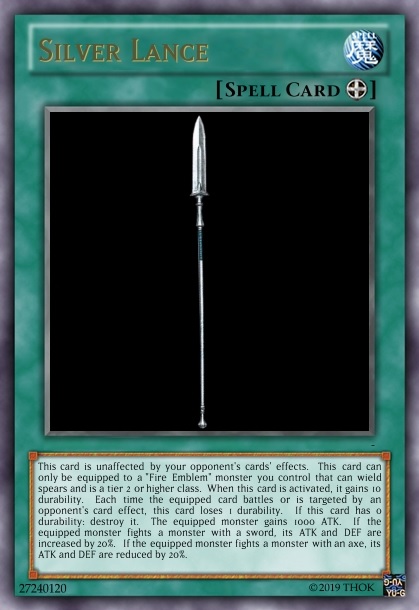 Silver Lance
魔
[Spell Card]
This card is unaffected by your opponent's cards' effects. This card can
only be equipped to a "Fire Emblem" monster you control that can wield
spears and is a tier 2 or higher class. When this card is activated, it gains 10
durability. Each time the equipped card battles or is targeted by an
opponent's card effect, this card loses 1 durability. If this card has 0
durability: destroy it. The equipped monster gains 1000 ATK. If the
equipped monster fights a monster with a sword, its ATK and DEF are
increased by 20%. If the equipped monster fights a monster with an axe, its
ATK and DEF are reduced by 20%.
27240120
©2019 THOK